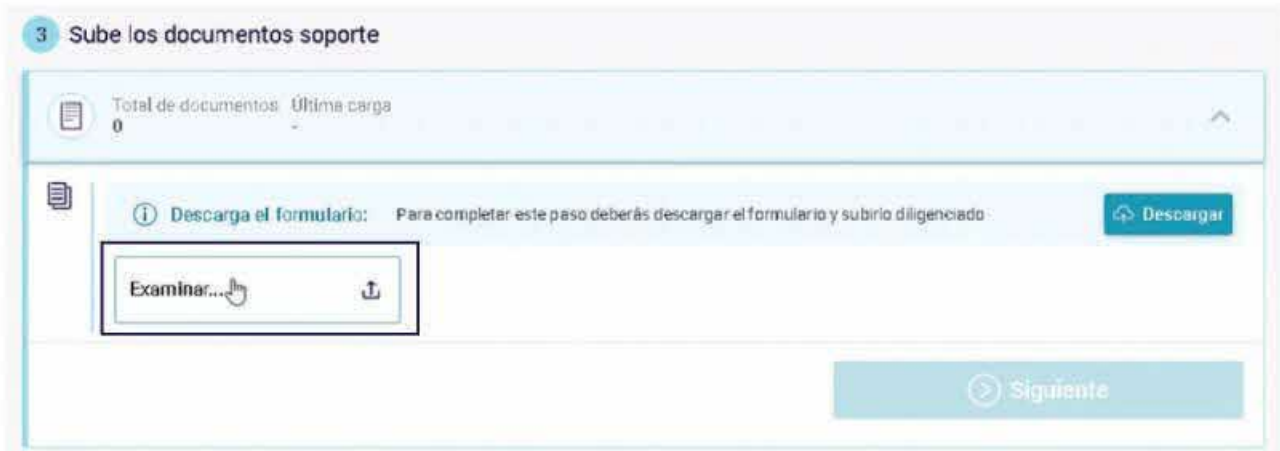 3 Sube los documentos soporte
Total de documentos Última carga
0 -
Descarga el formulario: Para completar este paso deberás descargar el formulario y subirlo diligenciado Descargar
Examinar...
Siguiente